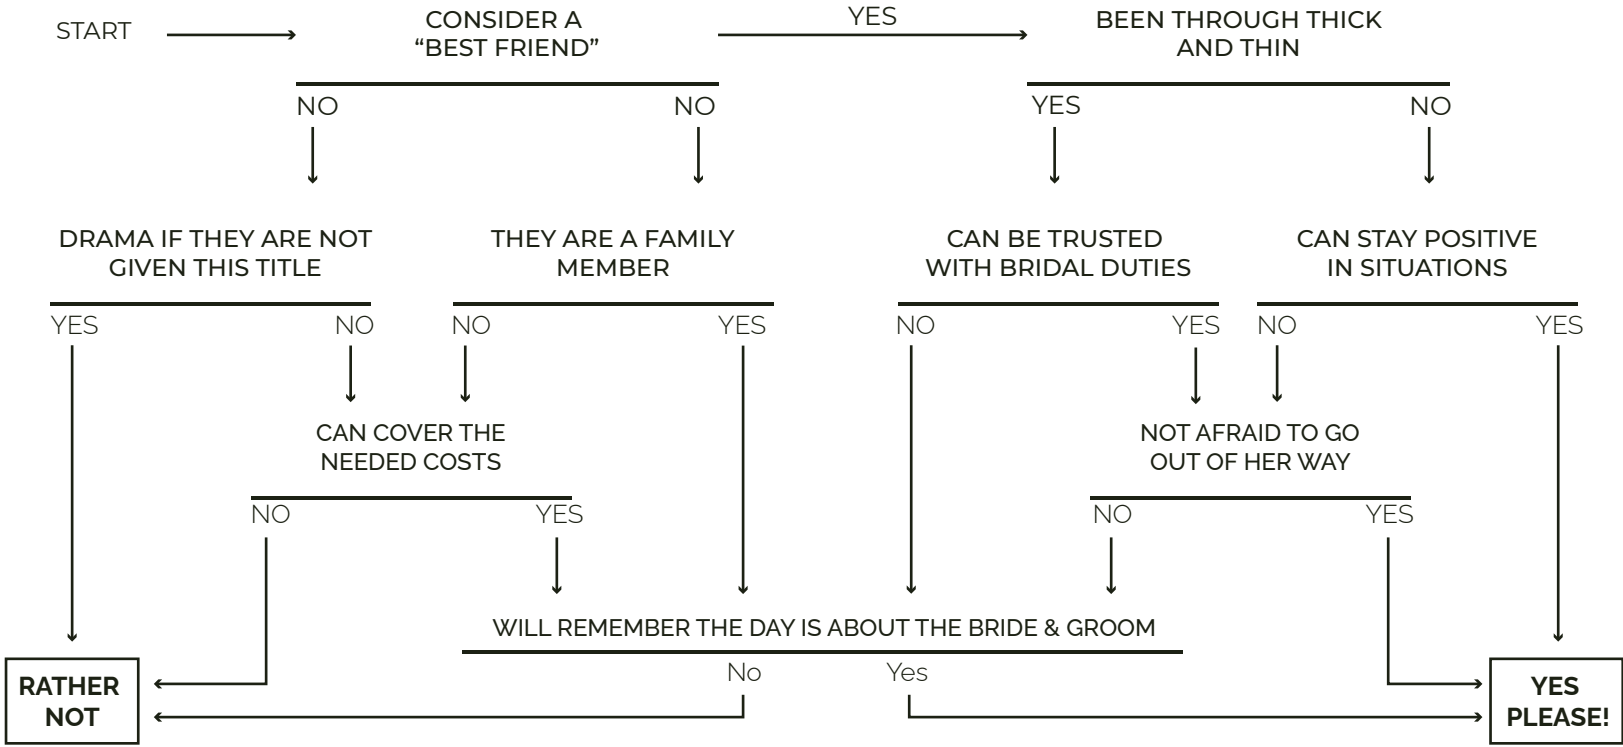 START
CONSIDER A
“BEST FRIEND”
YES
BEEN THROUGH THICK
AND THIN
NO
NO
YES
NO
DRAMA IF THEY ARE NOT
GIVEN THIS TITLE
THEY ARE A FAMILY
MEMBER
CAN BE TRUSTED
WITH BRIDAL DUTIES
CAN STAY POSITIVE
IN SITUATIONS
YES
NO
NO
YES
NO
YES
NO
YES
CAN COVER THE
NEEDED COSTS
NOT AFRAID TO GO
OUT OF HER WAY
NO
YES
NO
YES
WILL REMEMBER THE DAY IS ABOUT THE BRIDE & GROOM
No
Yes
RATHER
NOT
YES
PLEASE!